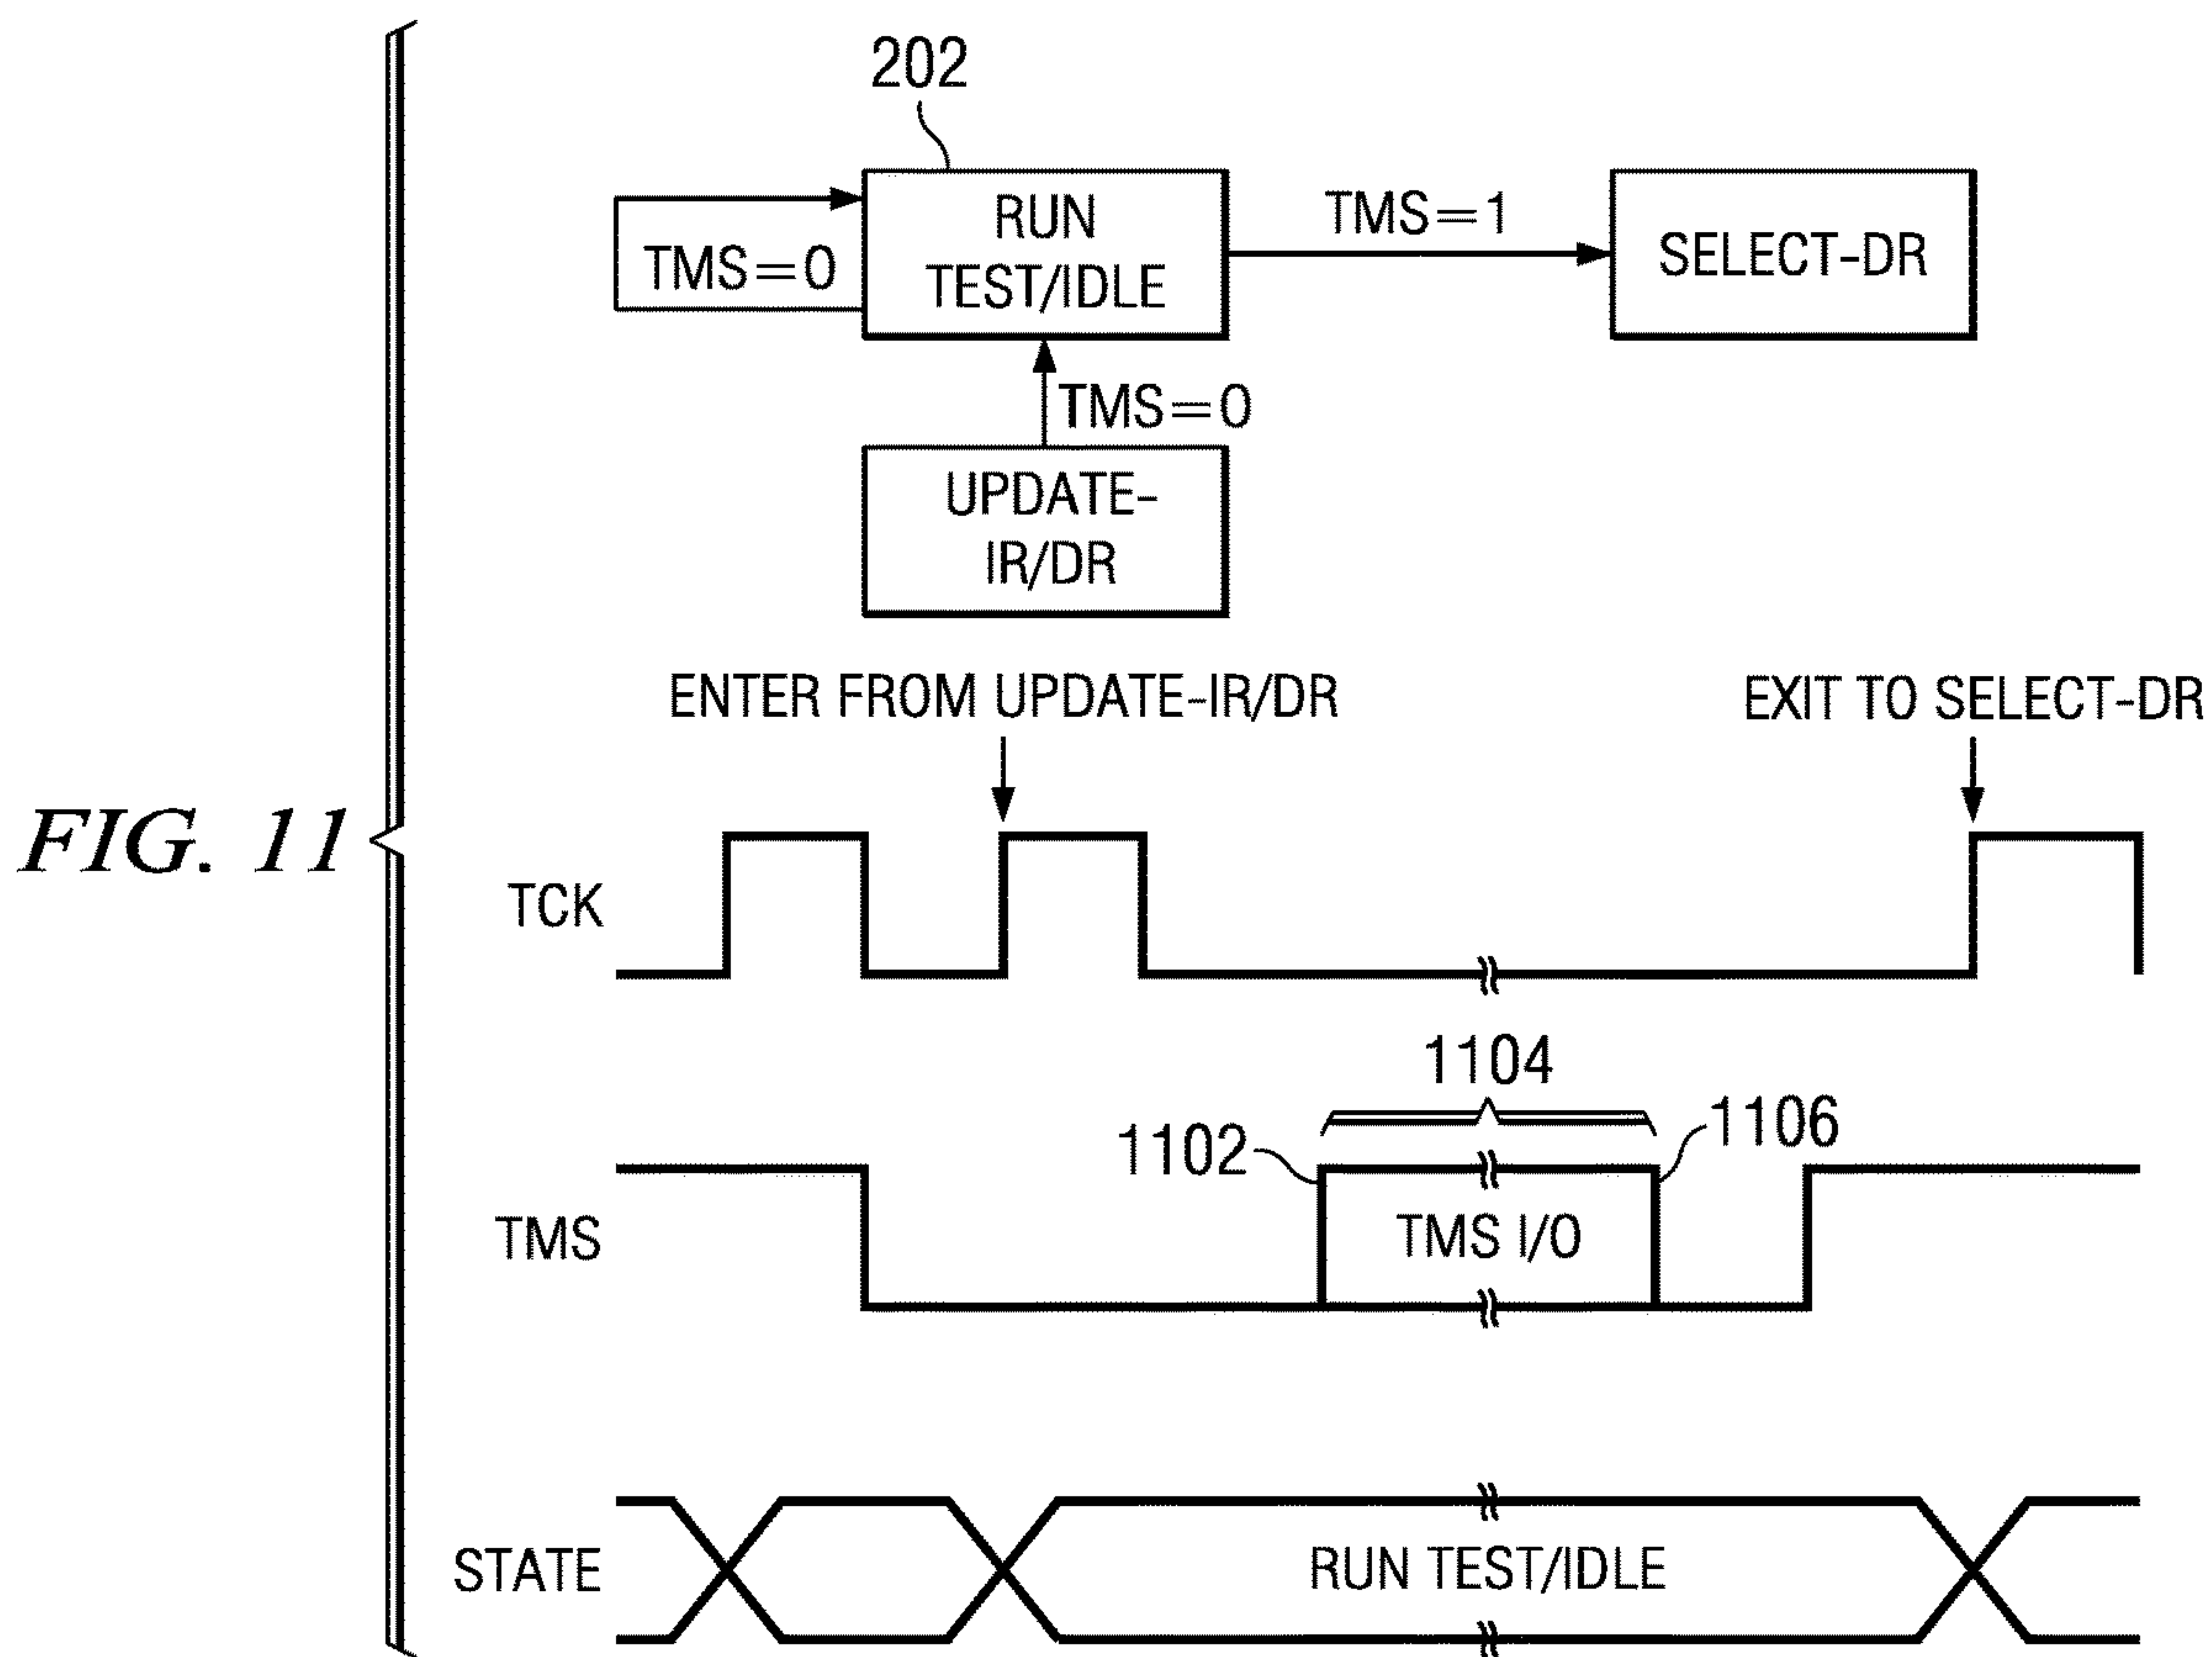 202
RUN
TEST/IDLE
TMS=0
TMS=1
SELECT-DR
TMS=0
UPDATE-
IR/DR
ENTER FROM UPDATE-IR/DR
EXIT TO SELECT-DR
FIG. 11
TCK
1104
1102
1106
TMS
TMS I/O
STATE
RUN TEST/IDLE